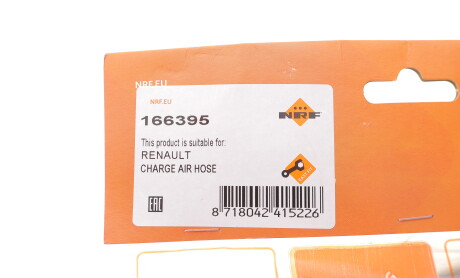 NRF.EU
NRF.EU
166395
NRF
This product is suitable for:
RENAULT
CHARGE AIR HOSE
EAC
8 718042 415226